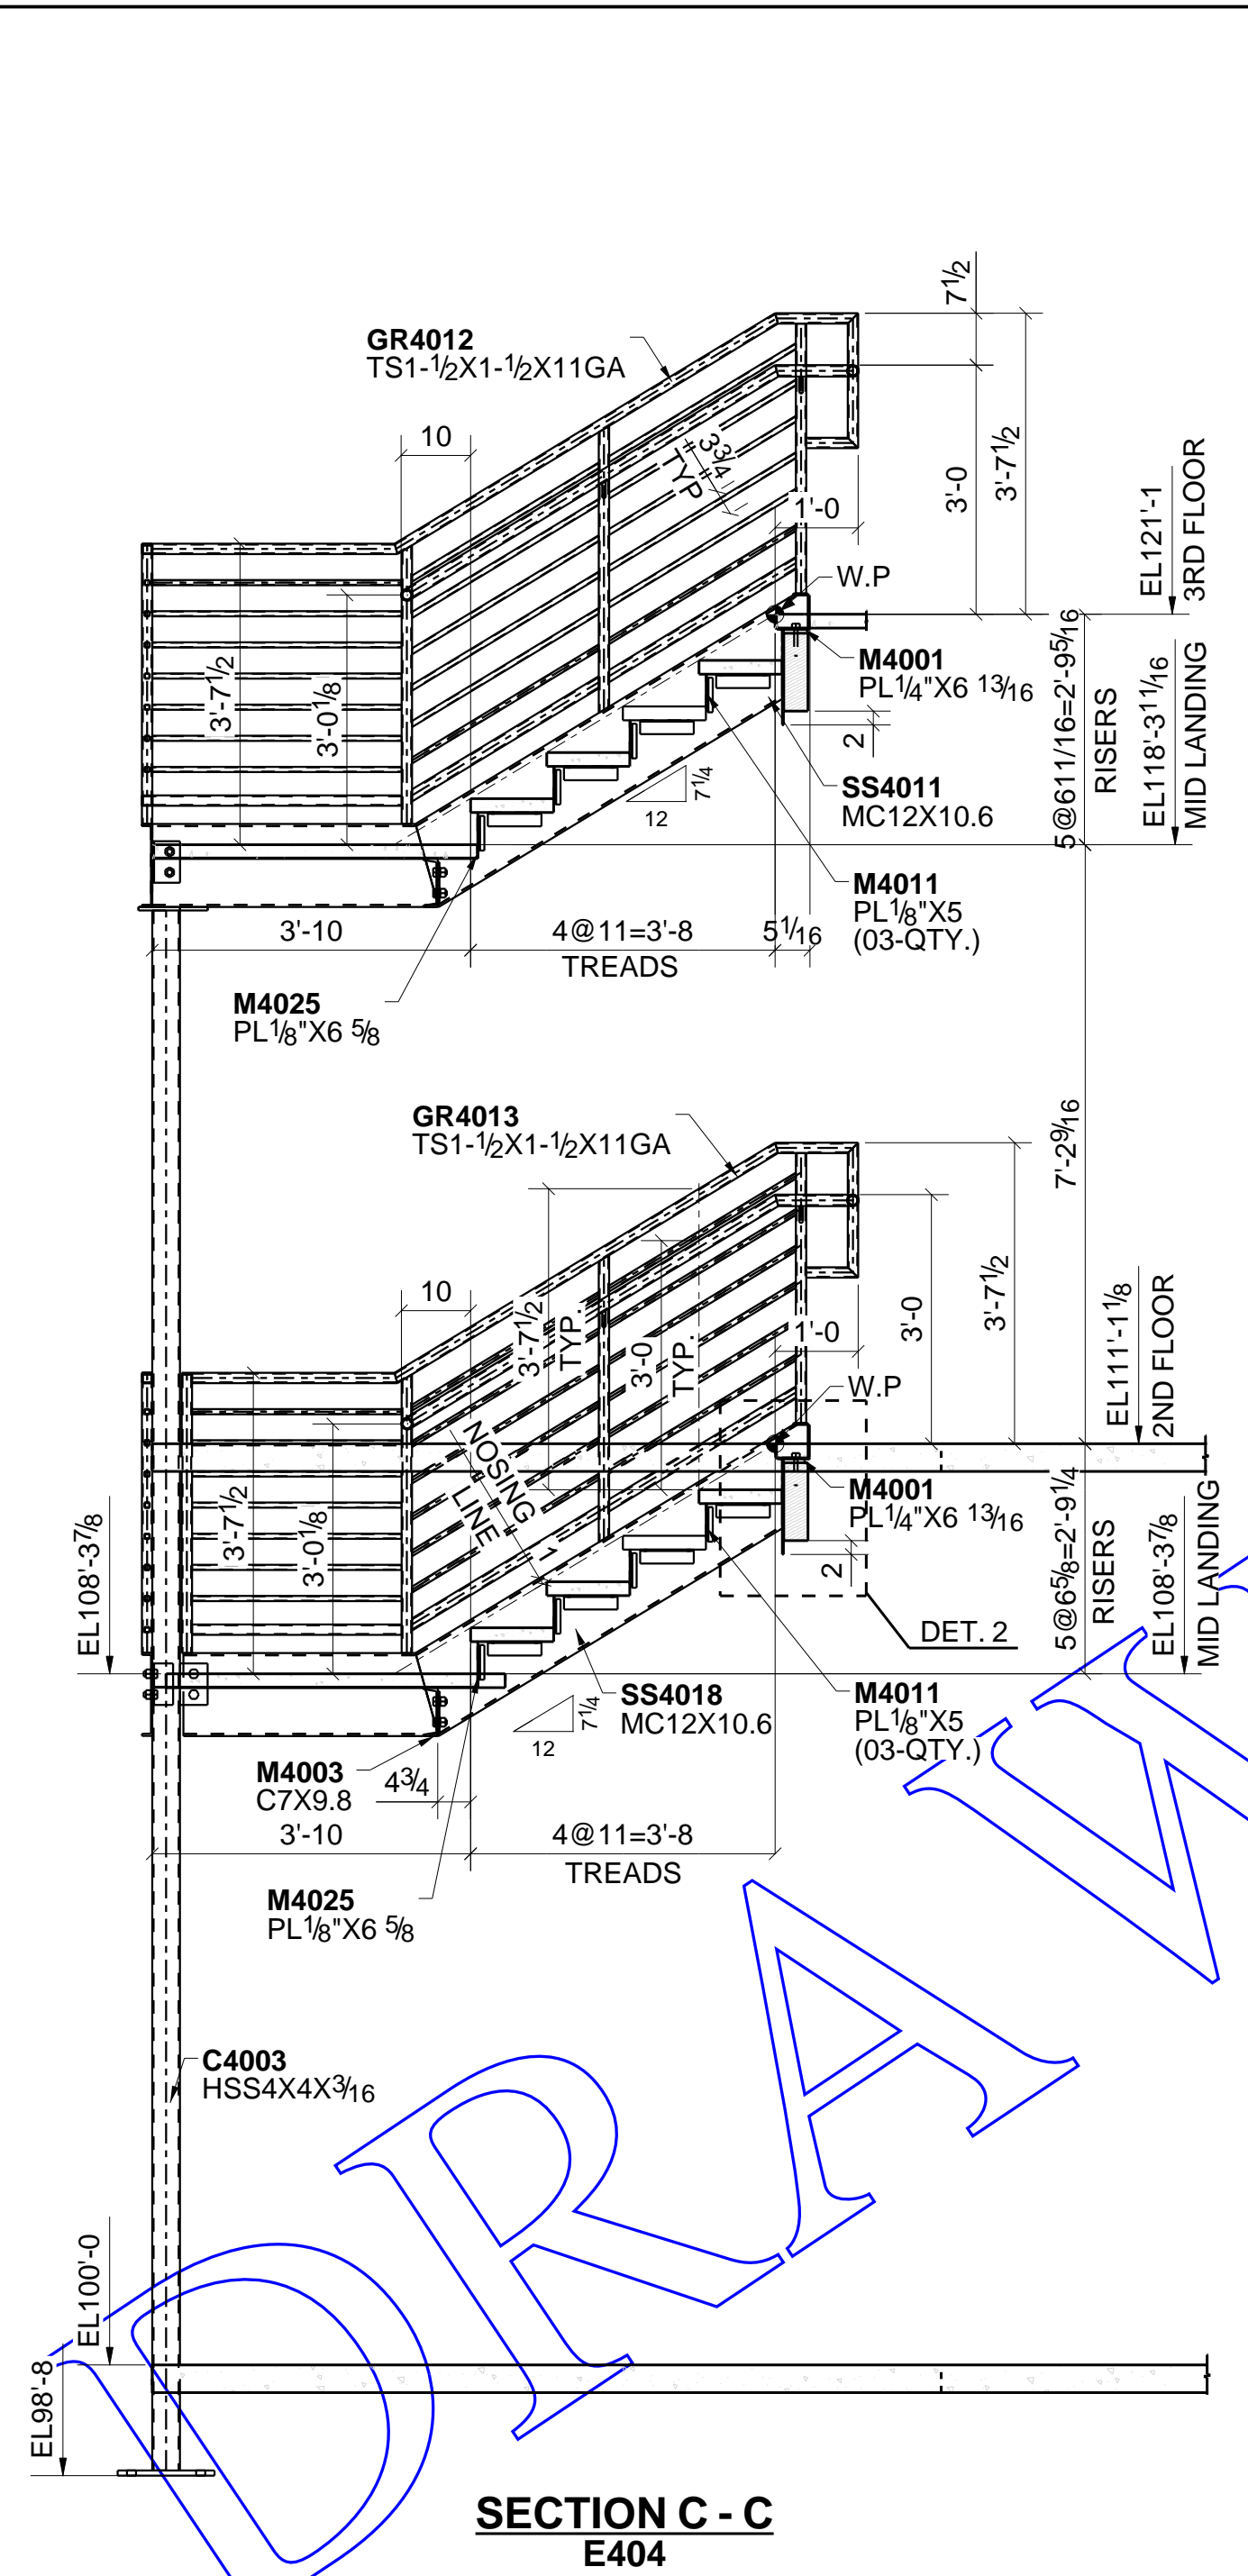 7 1/2
GR4012
TS1-1/2X1-1/2X11GA
10
3 3/4
TYP
1'-0
3'-0
3'-7 1/2
EL121'-1
3RD FLOOR
W.P
M4001
PL1/4"X6 13/16
3'-7 1/2
3'-0 1/8
2
5@611/16=2'-9 5/16
RISERS
EL118'-3 11/16
MID LANDING
7 1/4
12
SS4011
MC12X10.6
M4011
PL1/8"X5
(03-QTY.)
3'-10
4@11=3'-8
TREADS
5 1/16
M4025
PL1/8"X6 5/8
7'-2 9/16
GR4013
TS1-1/2X1-1/2X11GA
10
3'-7 1/2
TYP.
3'-0
TYP.
1'-0
3'-0
3'-7 1/2
EL111'-1 1/8
2ND FLOOR
W.P
NOSING
LINE
M4001
PL1/4"X6 13/16
EL108'-3 7/8
3'-7 1/2
3'-0 1/8
2
5@6 5/8=2'-9 1/4
RISERS
EL108'-3 7/8
MID LANDING
DET. 2
SS4018
MC12X10.6
7 1/4
12
M4011
PL1/8"X5
(03-QTY.)
M4003
C7X9.8
4 3/4
3'-10
4@11=3'-8
TREADS
M4025
PL1/8"X6 5/8
C4003
HSS4X4X3/16
EL100'-0
EL98'-8
DRAW
SECTION C - C
E404